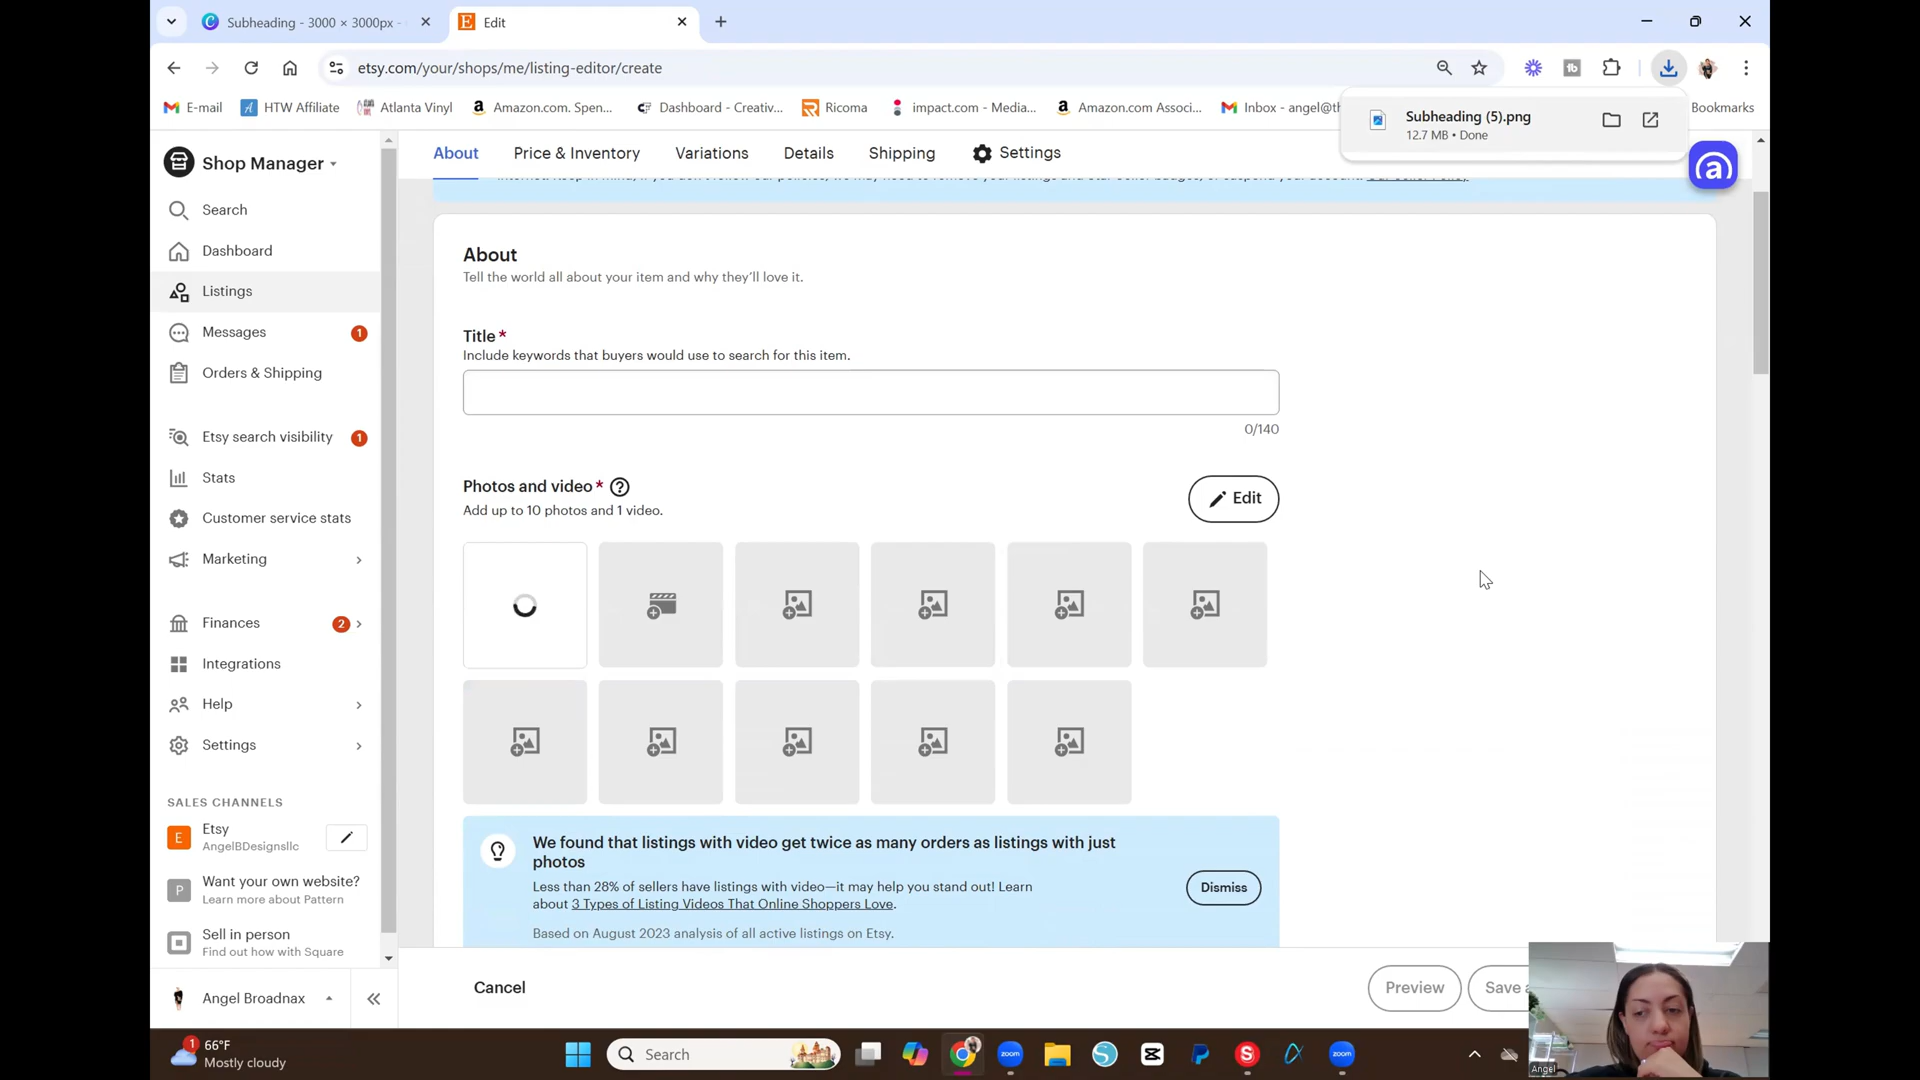 Subheading - 3000 × 3000px -
Edit
etsy.com/your/shops/me/listing-editor/create
E-mail
HTW Affiliate
Atlanta Vinyl
Amazon.com. Spen...
Dashboard - Creativ...
Ricoma
impact.com - Media...
Amazon.com Associ...
Inbox - angel@th
Bookmarks
Subheading (5).png
12.7 MB • Done
Shop Manager
About
Price & Inventory
Variations
Details
Shipping
Settings
Search
Dashboard
Listings
Messages
1
Orders & Shipping
Etsy search visibility
1
Stats
Customer service stats
Marketing
Finances
2
Integrations
Help
Settings
SALES CHANNELS
E
Etsy
AngelBDesignsllc
P
Want your own website?
Learn more about Pattern
Sell in person
Find out how with Square
Angel Broadnax
About
Tell the world all about your item and why they'll love it.
Title *
Include keywords that buyers would use to search for this item.
0/140
Photos and video *
Add up to 10 photos and 1 video.
Edit
We found that listings with video get twice as many orders as listings with just
photos
Less than 28% of sellers have listings with video—it may help you stand out! Learn
about 3 Types of Listing Videos That Online Shoppers Love.
Based on August 2023 analysis of all active listings on Etsy.
Dismiss
Cancel
Preview
Save
Angel
1
66°F
Mostly cloudy
Search
zoom
zoom